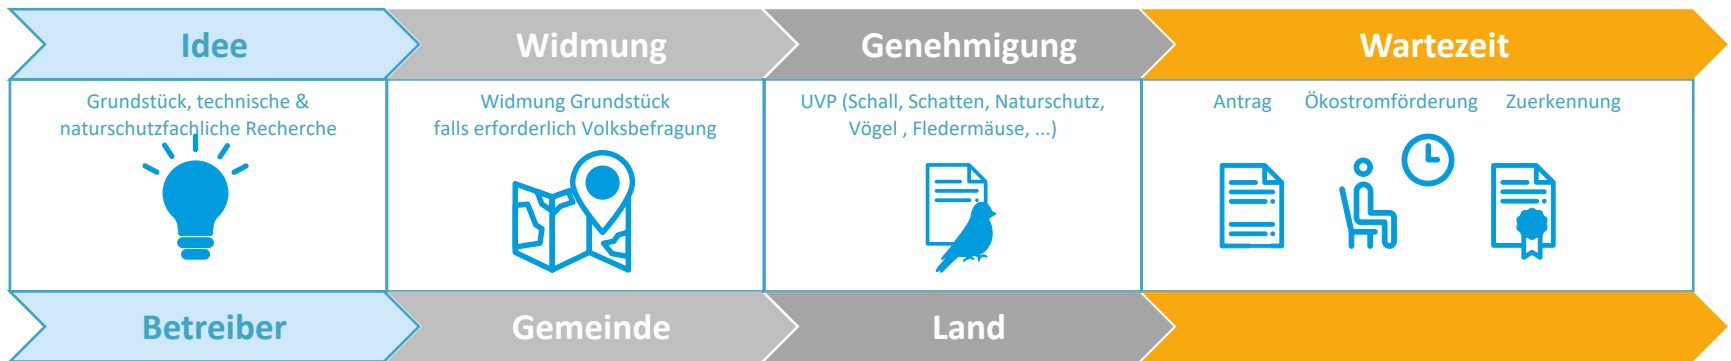 Idee
Widmung
Genehmigung
Wartezeit
Grundstück, technische &
naturschutzfachliche Recherche
Widmung Grundstück
falls erforderlich Volksbefragung
UVP (Schall, Schatten, Naturschutz,
Vögel , Fledermäuse, ...)
Antrag
Ökostromförderung
Zuerkennung
Betreiber
Gemeinde
Land